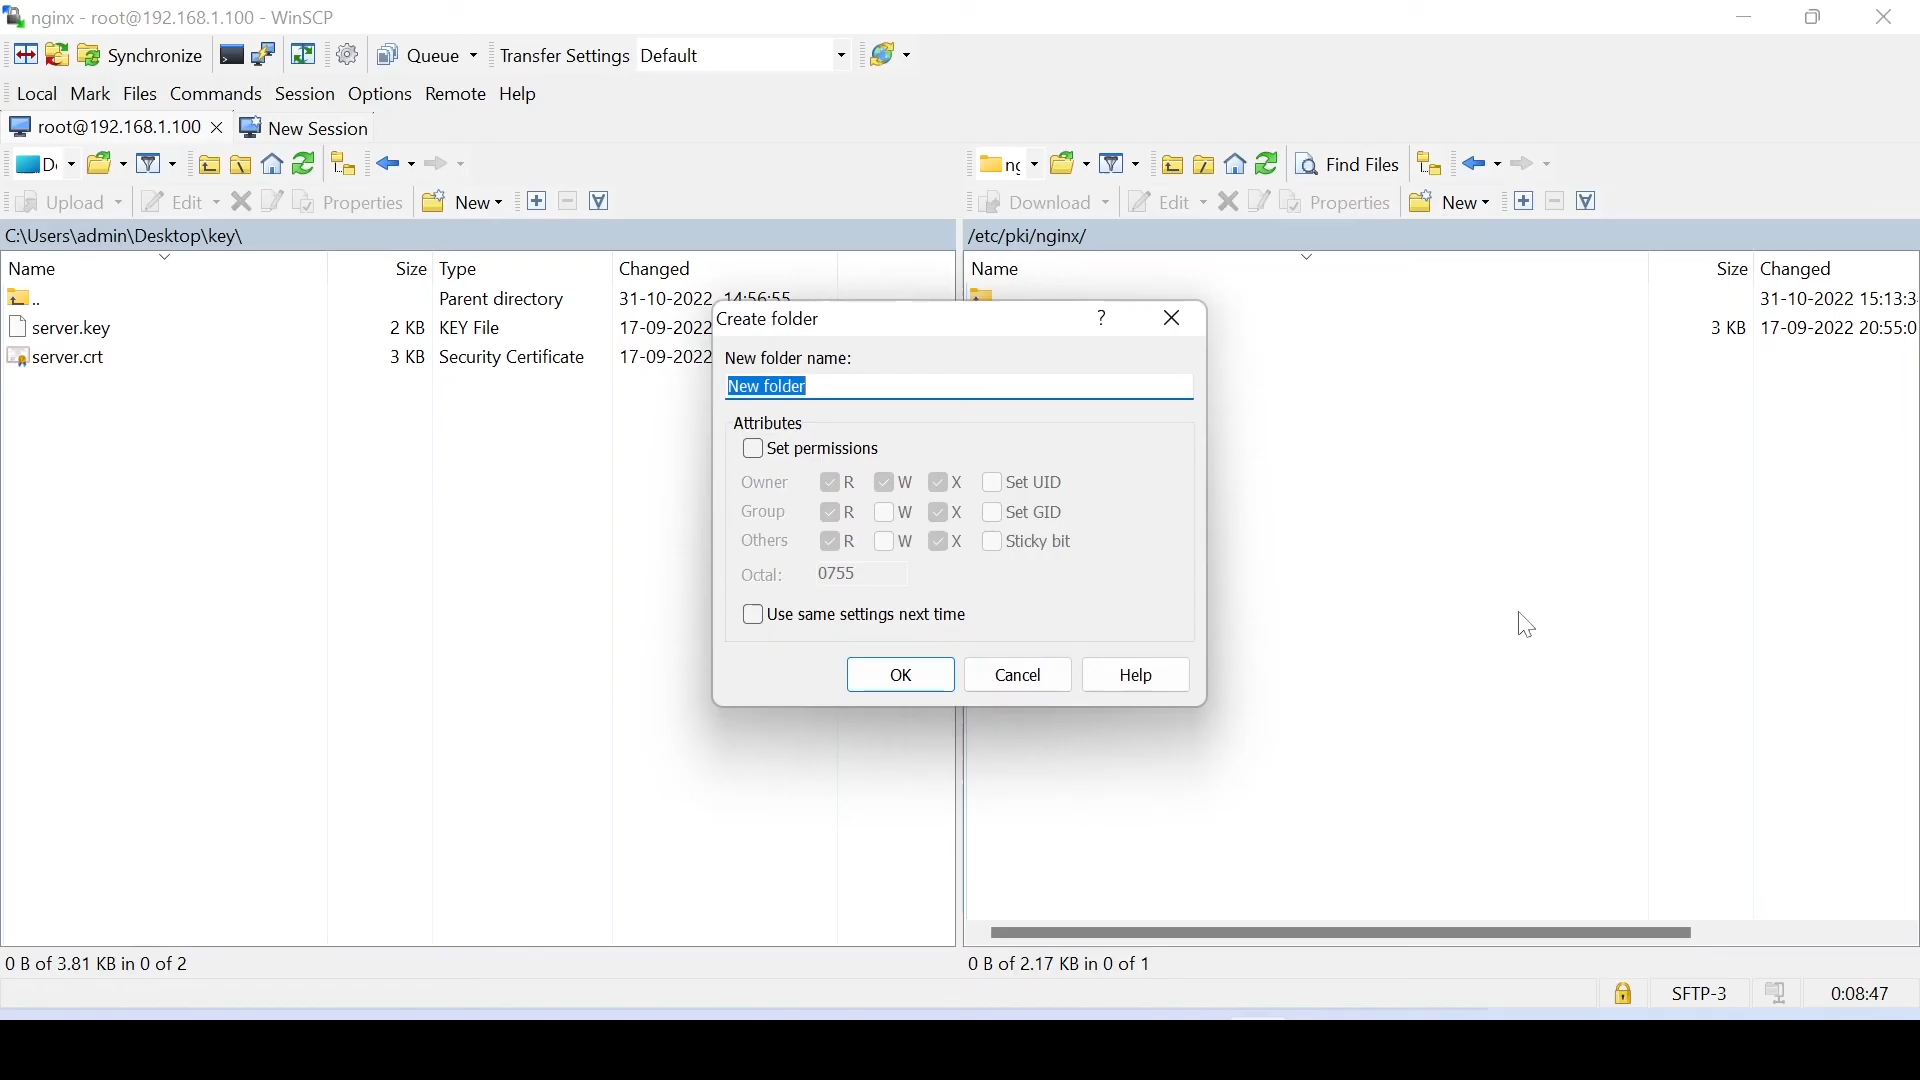 nginx - root@192.168.1.100 - WinSCP
Synchronize Queue Transfer Settings Default
Local Mark Files Commands Session Options Remote Help
root@192.168.1.100 New Session
Find Files
Upload Edit Properties New Download Edit Properties New
C:\Users\admin\Desktop\key\ /etc/pki/nginx/
Name Size Type Changed Name Size Changed
.. Parent directory 31-10-2022 14:56:55 31-10-2022 15:13:3
server.key 2 KB KEY File 17-09-2022 3 KB 17-09-2022 20:55:0
server.crt 3 KB Security Certificate 17-09-2022
Create folder ?
New folder name:
New folder
Attributes
Set permissions
Owner R W X Set UID
Group R W X Set GID
Others R W X Sticky bit
Octal: 0755
Use same settings next time
OK Cancel Help
0 B of 3.81 KB in 0 of 2 0 B of 2.17 KB in 0 of 1
SFTP-3 0:08:47